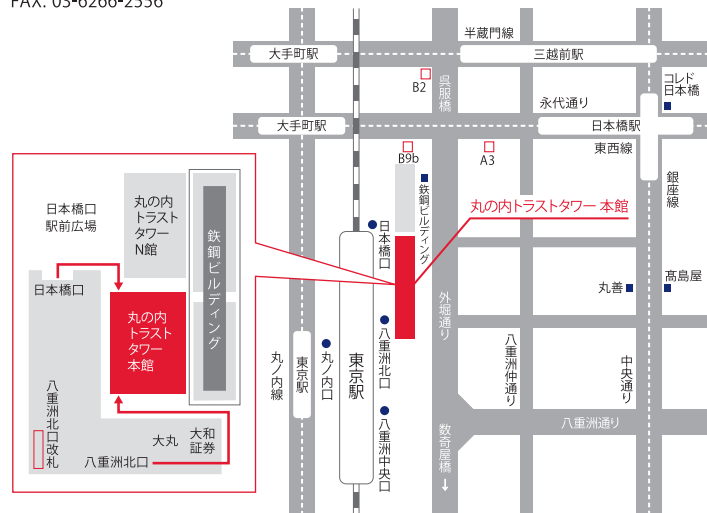 FAX: 03-6266-2556
半蔵門線
大手町駅
三越前駅
B2
呉服橋
コレド
日本橋
永代通り
大手町駅
日本橋駅
B9b
A3
東西線
鉄鋼ビルディング
銀座線
丸の内トラストタワー 本館
日本橋口
日本橋口
駅前広場
丸の内
トラスト
タワー
N館
鉄鋼ビルディング
日本橋口
丸の内
トラスト
タワー
本館
丸善
髙島屋
外堀通り
八重洲北口
丸ノ内線
東京駅
丸ノ内口
東京駅
八重洲仲通り
中央通り
八重洲北口改札
大丸
大和
証券
八重洲北口
八重洲中央口
数奇屋橋
八重洲通り